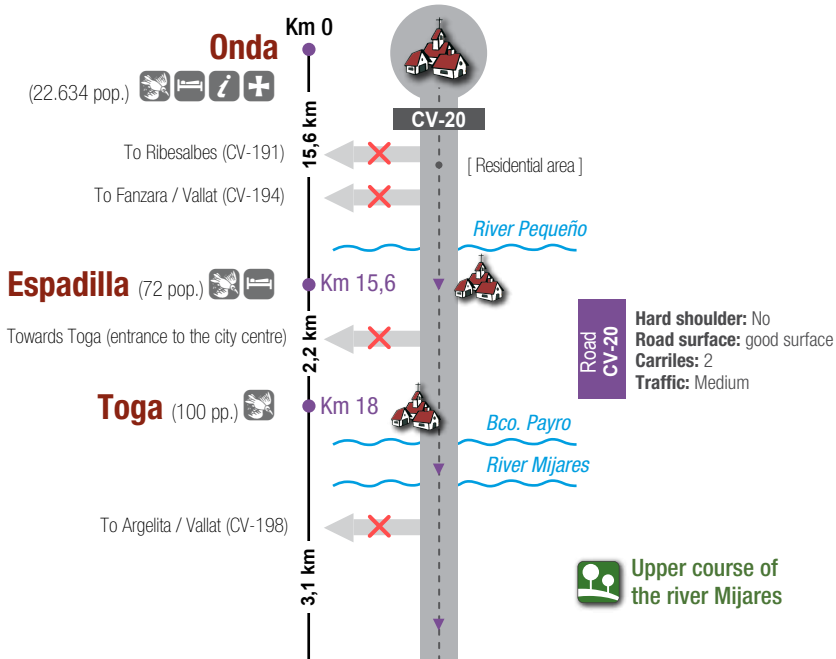 Km 0
Onda
(22.634 pop.)
i
CV-20
15,6 km
To Ribesalbes (CV-191)
[ Residential area ]
To Fanzara / Vallat (CV-194)
River Pequeño
Espadilla (72 pop.)
Km 15,6
Towards Toga (entrance to the city centre)
2,2 km
Road
CV-20
Hard shoulder: No
Road surface: good surface
Carriles: 2
Traffic: Medium
Toga (100 pp.)
Km 18
Bco. Payro
River Mijares
To Argelita / Vallat (CV-198)
3,1 km
Upper course of
the river Mijares